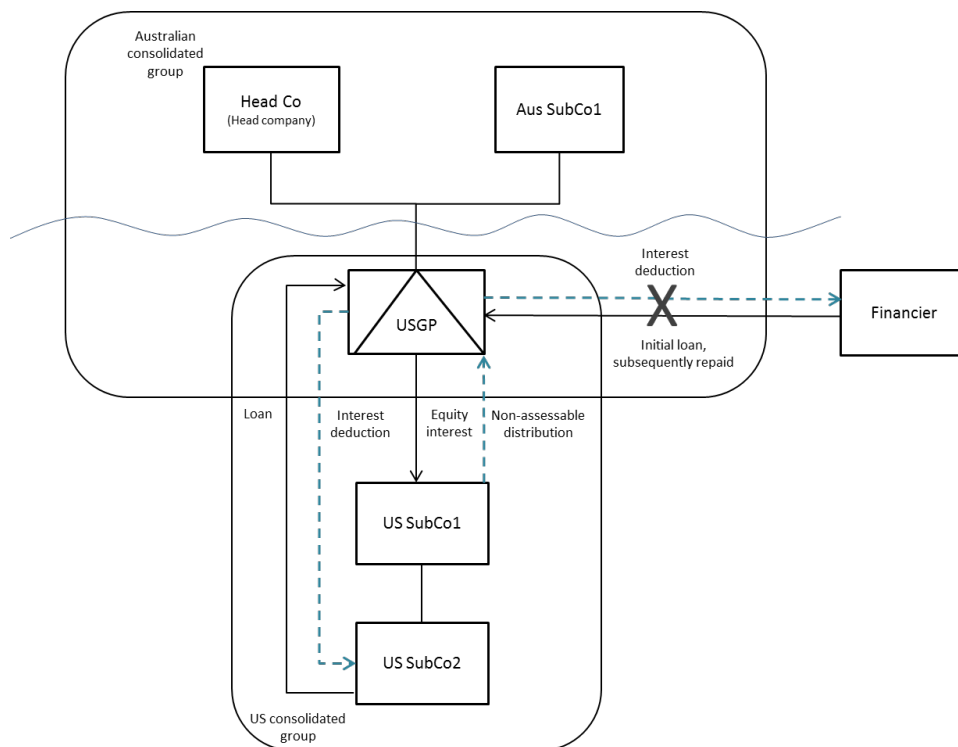 Australian
consolidated
group
Head Co
(Head company)
Aus SubCo1
Interest
deduction
USGP
Financier
Initial loan,
subsequently repaid
Loan
Interest
deduction
Equity
interest
Non-assessable
distribution
US SubCo1
US SubCo2
US consolidated
group